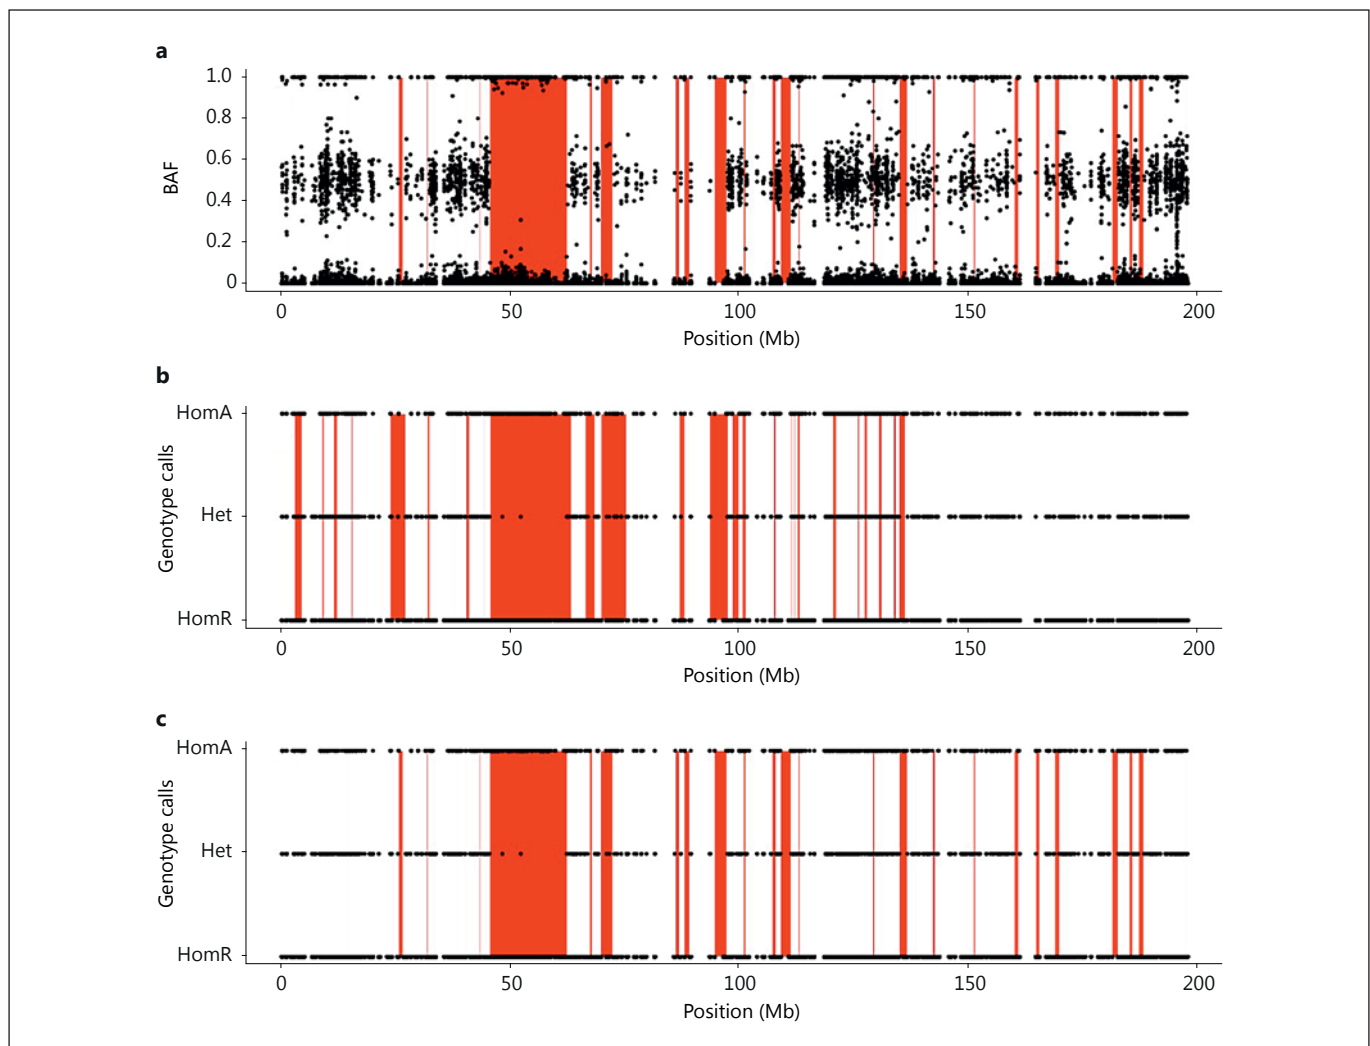 a
1.0
0.8
0.6
0.4
0.2
0
BAF
0 50 100 150 200
Position (Mb)
b
HomA
Het
HomR
Genotype calls
0 50 100 150 200
Position (Mb)
c
HomA
Het
HomR
Genotype calls
0 50 100 150 200
Position (Mb)